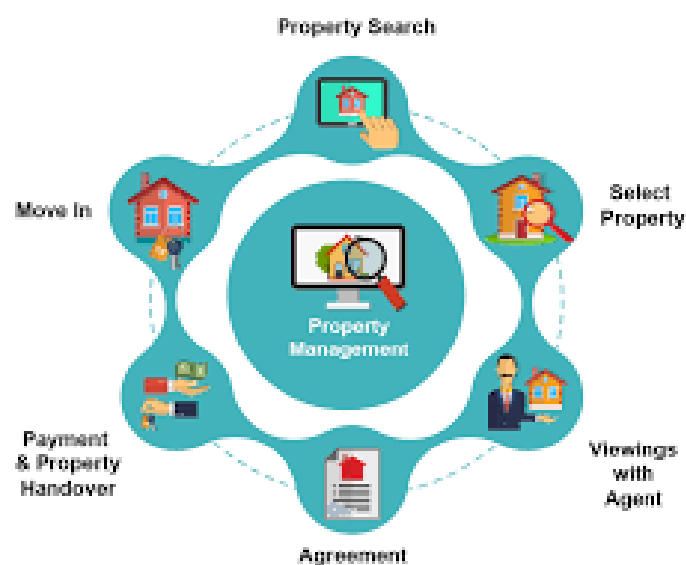 Property Search
Select
Property
Viewings
with
Agent
Agreement
Payment
& Property
Handover
Move In
Property
Management